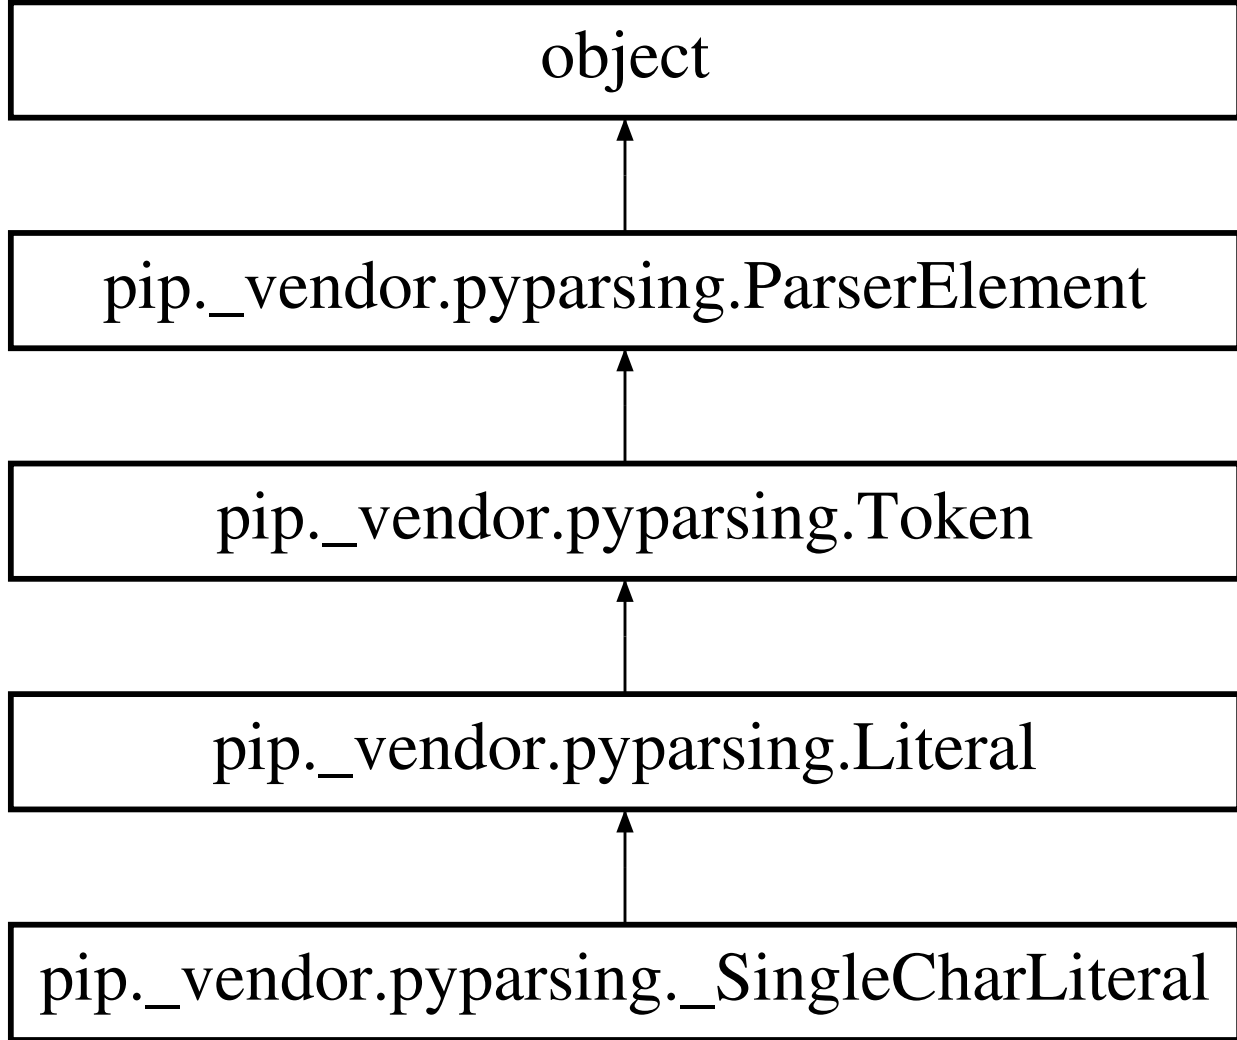 object
pip._vendor.pyparsing.ParserElement
pip._vendor.pyparsing.Token
pip._vendor.pyparsing.Literal
pip._vendor.pyparsing._SingleCharLiteral